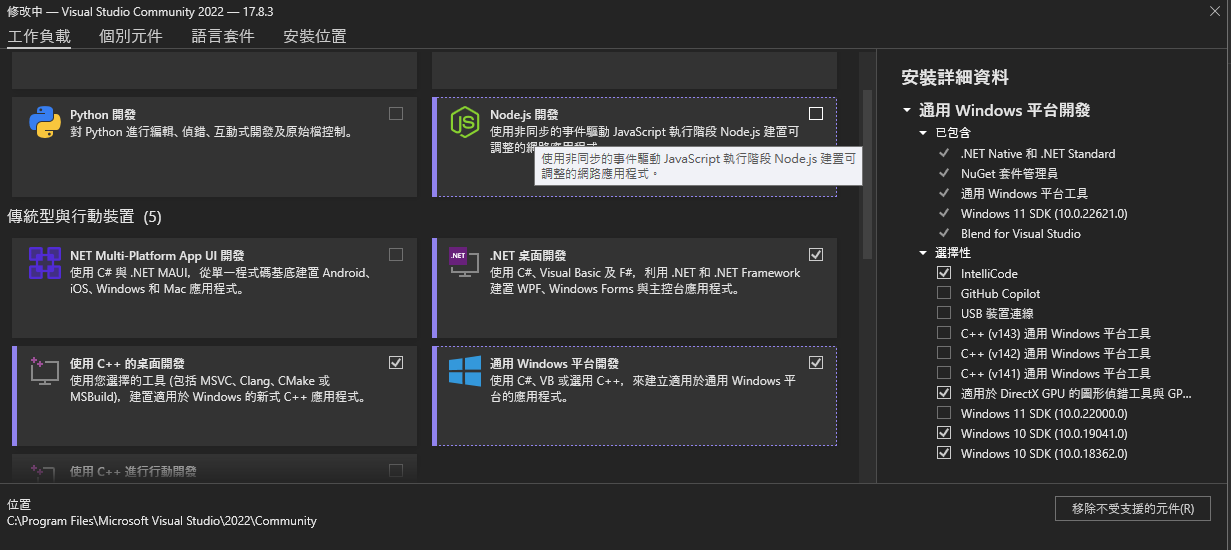 修改中 — Visual Studio Community 2022 — 17.8.3
工作負載 個別元件 語言套件 安裝位置
Python 開發
對 Python 進行編輯、偵錯、互動式開發及原始檔控制。
Node.js 開發
使用非同步的事件驅動 JavaScript 執行階段 Node.js 建置可
調整的網路應用程式。
使用非同步的事件驅動 JavaScript 執行階段 Node.js 建置可
調整的網路應用程式。
傳統型與行動裝置 (5)
.NET Multi-Platform App UI 開發
使用 C# 與 .NET MAUI，從單一程式碼基底建置 Android、
iOS、Windows 和 Mac 應用程式。
.NET
.NET 桌面開發
使用 C#、Visual Basic 及 F#，利用 .NET 和 .NET Framework
建置 WPF、Windows Forms 與主控台應用程式。
使用 C++ 的桌面開發
使用您選擇的工具 (包括 MSVC、Clang、CMake 或
MSBuild)，建置適用於 Windows 的新式 C++ 應用程式。
通用 Windows 平台開發
使用 C#、VB 或選用 C++，來建立適用於通用 Windows 平
台的應用程式。
使用 C++ 進行行動開發
安裝詳細資料
通用 Windows 平台開發
已包含
.NET Native 和 .NET Standard
NuGet 套件管理員
通用 Windows 平台工具
Windows 11 SDK (10.0.22621.0)
Blend for Visual Studio
選擇性
IntelliCode
GitHub Copilot
USB 裝置連線
C++ (v143) 通用 Windows 平台工具
C++ (v142) 通用 Windows 平台工具
C++ (v141) 通用 Windows 平台工具
適用於 DirectX GPU 的圖形偵錯工具與 GP...
Windows 11 SDK (10.0.22000.0)
Windows 10 SDK (10.0.19041.0)
Windows 10 SDK (10.0.18362.0)
位置
C:\Program Files\Microsoft Visual Studio\2022\Community
移除不受支援的元件(R)